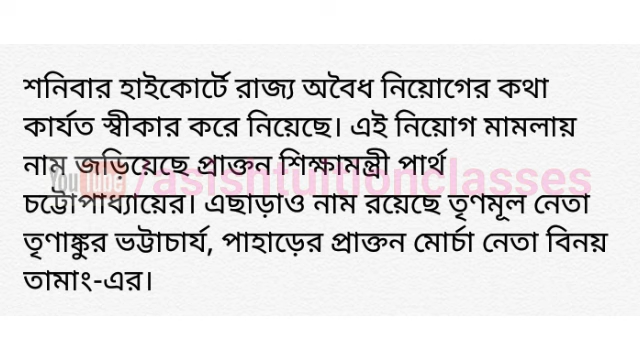 শনিবার হাইকোর্টে রাজ্য অবৈধ নিয়োগের কথা
কার্যত স্বীকার করে নিয়েছে। এই নিয়োগ মামলায়
নাম জড়িয়েছে প্রাক্তন শিক্ষামন্ত্রী পার্থ
YouTube/asishtuitionclasses
চট্টোপাধ্যায়ের। এছাড়াও নাম রয়েছে তৃণমূল নেতা
তৃণাঙ্কুর ভট্টাচার্য, পাহাড়ের প্রাক্তন মোর্চা নেতা বিনয়
তামাং-এর।